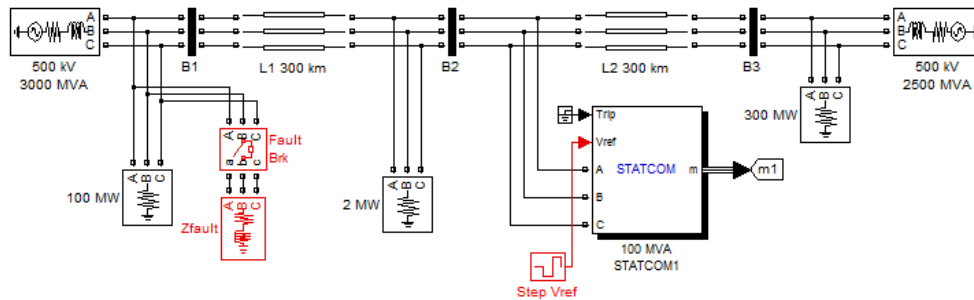 A A
B B
C C
500 kV
3000 MVA
B1
L1 300 km
B2
L2 300 km
B3
500 kV
2500 MVA
A B C
Fault
Brk
a b c
A B C
100 MW
Zfault
A B C
A B C
2 MW
Trip
Vref
A
STATCOM
m
m1
B
C
100 MVA
STATCOM1
Step Vref
A B C
300 MW